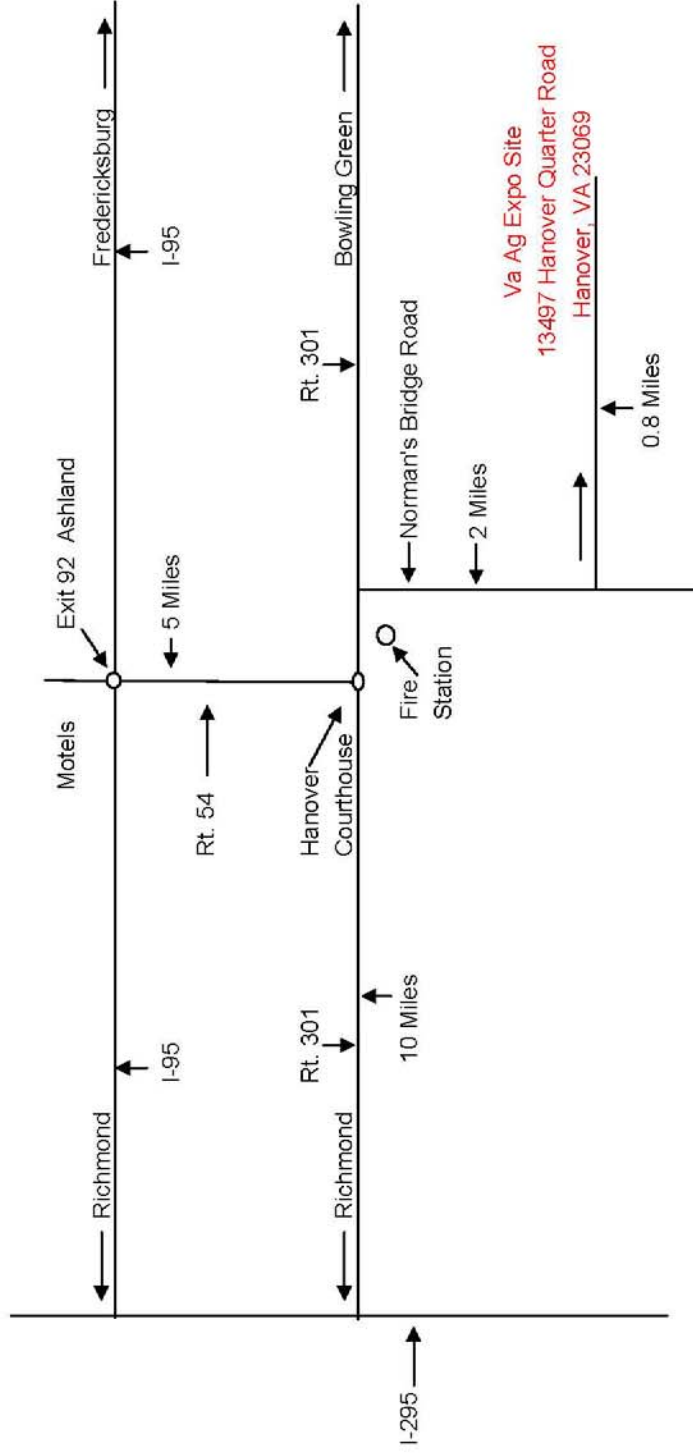 Fredericksburg
I-95
Exit 92 Ashland
Motels
5 Miles
Rt. 54
Richmond
I-95
Bowling Green
Rt. 301
Hanover
Courthouse
Rt. 301
10 Miles
Richmond
Fire
Station
Norman's Bridge Road
2 Miles
Va Ag Expo Site
13497 Hanover Quarter Road
Hanover, VA 23069
0.8 Miles
I-295